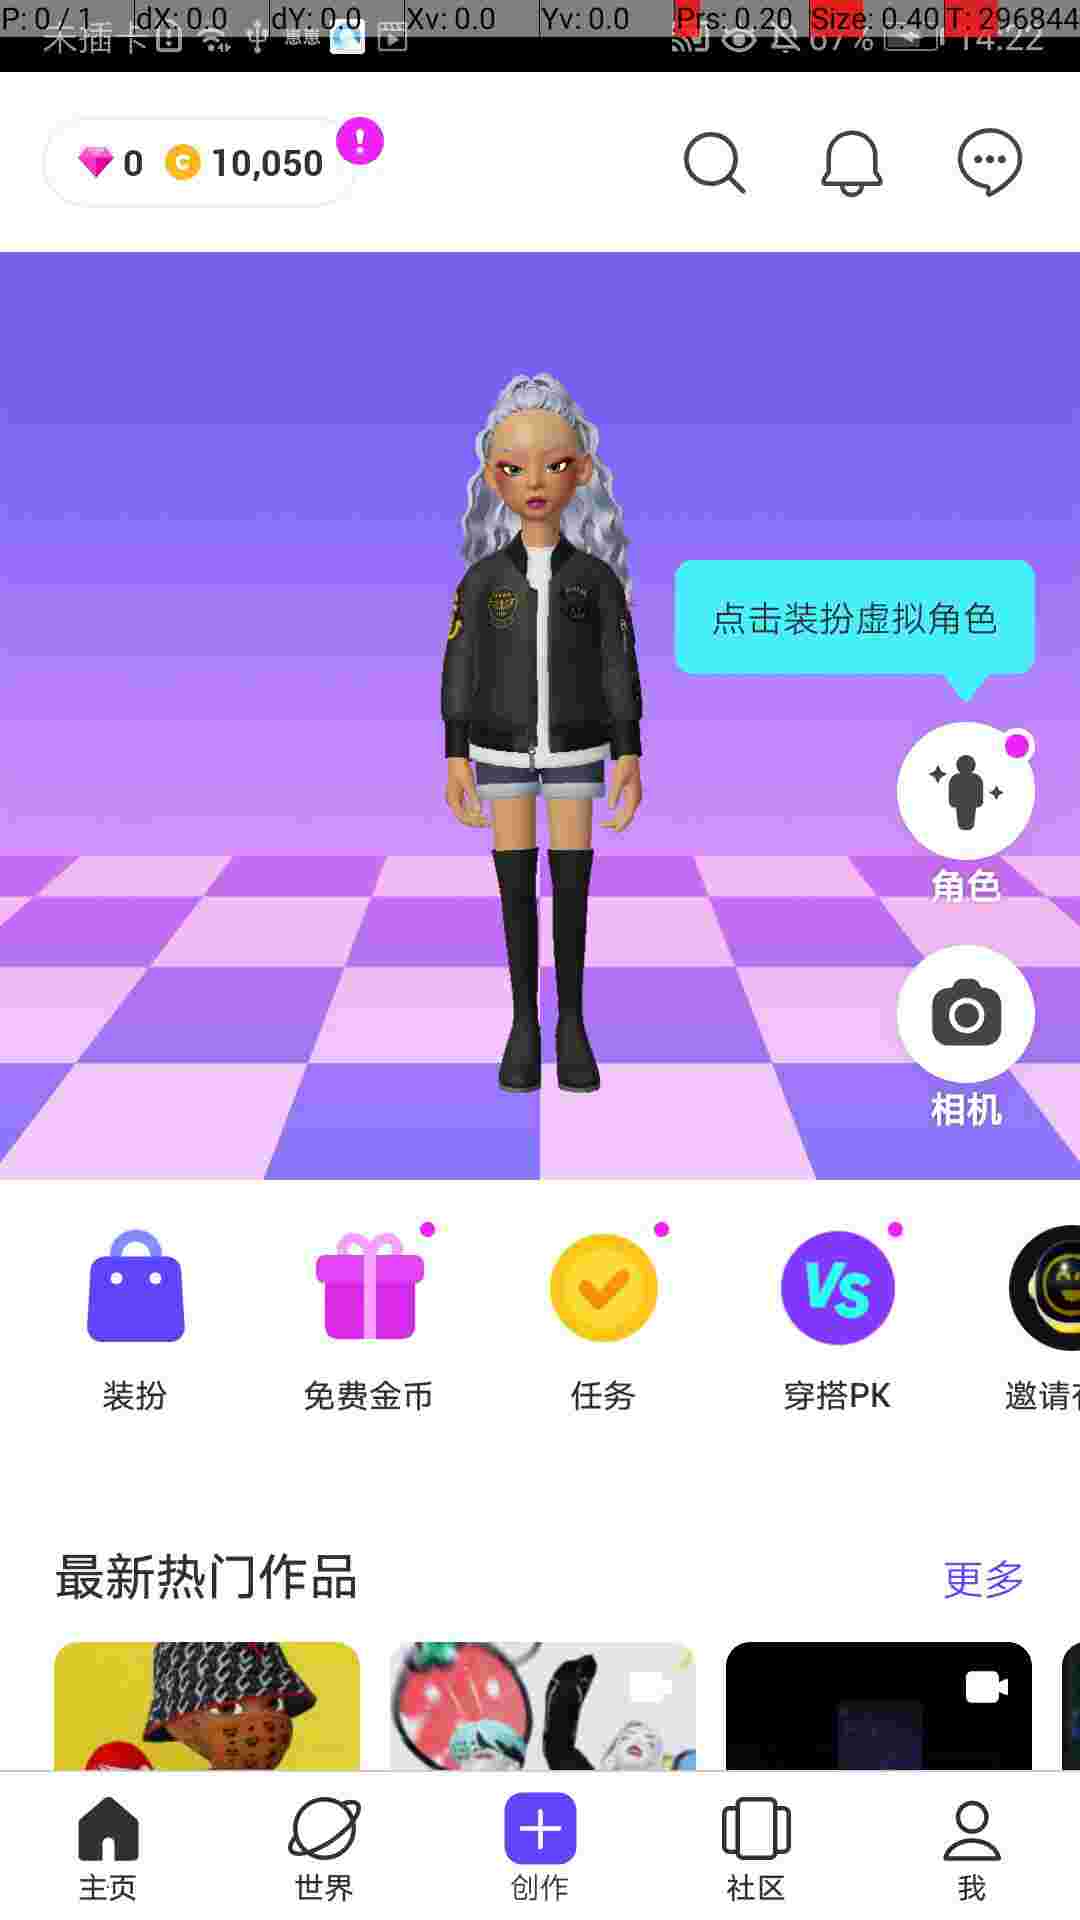 P: 0 / 1 dX: 0.0 dY: 0.0 Xv: 0.0 Yv: 0.0 Prs: 0.20 Size: 0.40 T: 296844
未插卡 67% 14:22
0 10,050
点击装扮虚拟角色
角色
相机
VS
装扮 免费金币 任务 穿搭PK 邀请
最新热门作品 更多
主页 世界 创作 社区 我